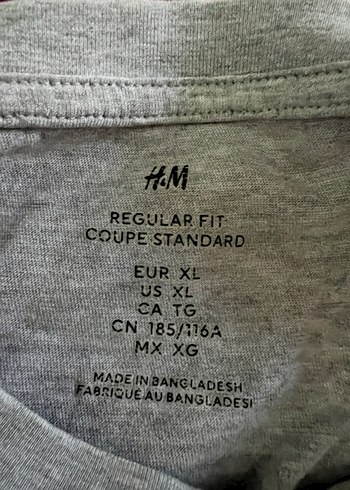 H&M
REGULAR FIT
COUPE STANDARD
EUR XL
US XL
CA TG
CN 185/116A
MX XG
MADE IN BANGLADESH
FABRIQUÉ AU BANGLADESH